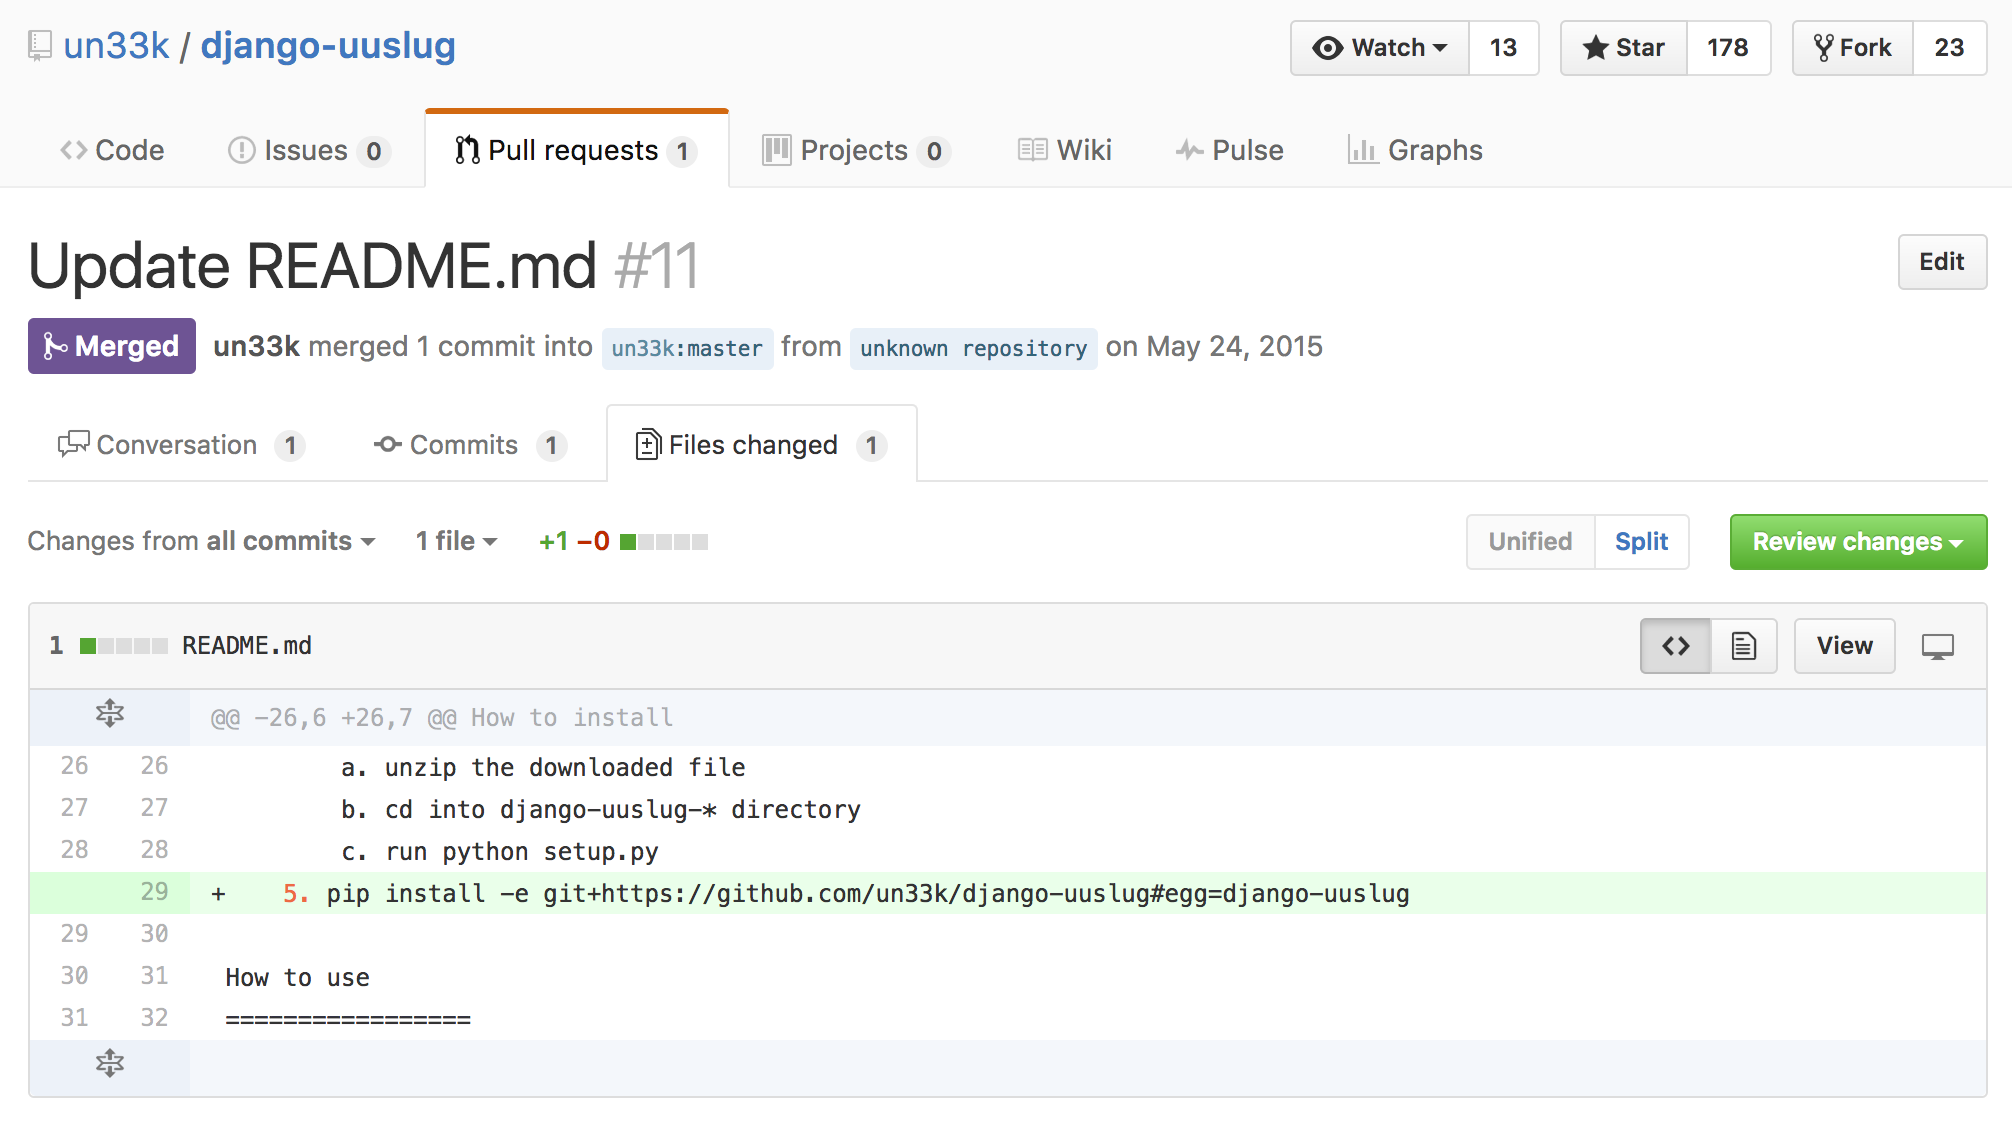 un33k / django-uuslug Watch 13 Star 178 Fork 23
Code Issues 0 Pull requests 1 Projects 0 Wiki Pulse Graphs
Update README.md #11 Edit
Merged un33k merged 1 commit into un33k:master from unknown repository on May 24, 2015
Conversation 1 Commits 1 Files changed 1
Changes from all commits 1 file +1 −0 Unified Split Review changes
1 README.md View
@@ -26,6 +26,7 @@ How to install
26 26 a. unzip the downloaded file
27 27 b. cd into django-uuslug-* directory
28 28 c. run python setup.py
29 + 5. pip install -e git+https://github.com/un33k/django-uuslug#egg=django-uuslug
29 30
30 31 How to use
31 32 =================